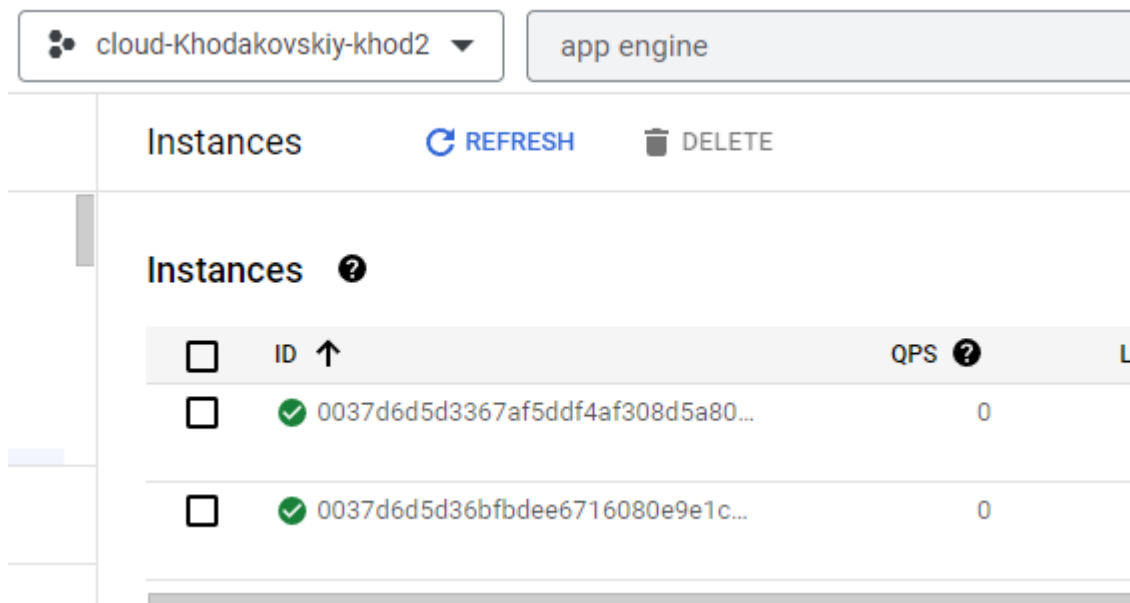 cloud-Khodakovskiy-khod2 app engine
Instances REFRESH DELETE
Instances ?
ID QPS ? L
0037d6d5d3367af5ddf4af308d5a80... 0
0037d6d5d36bfbdee6716080e9e1c... 0